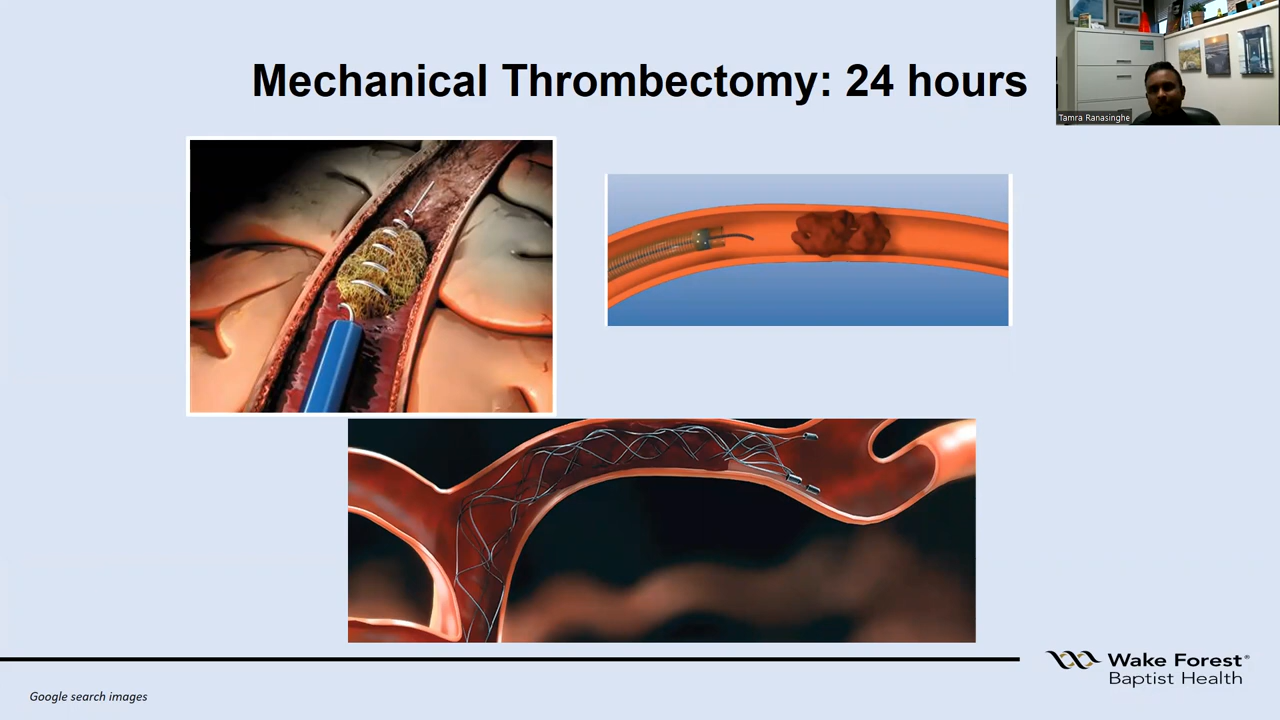 Mechanical Thrombectomy: 24 hours
Tamra Ranasinghe
Wake Forest®
Baptist Health
Google search images